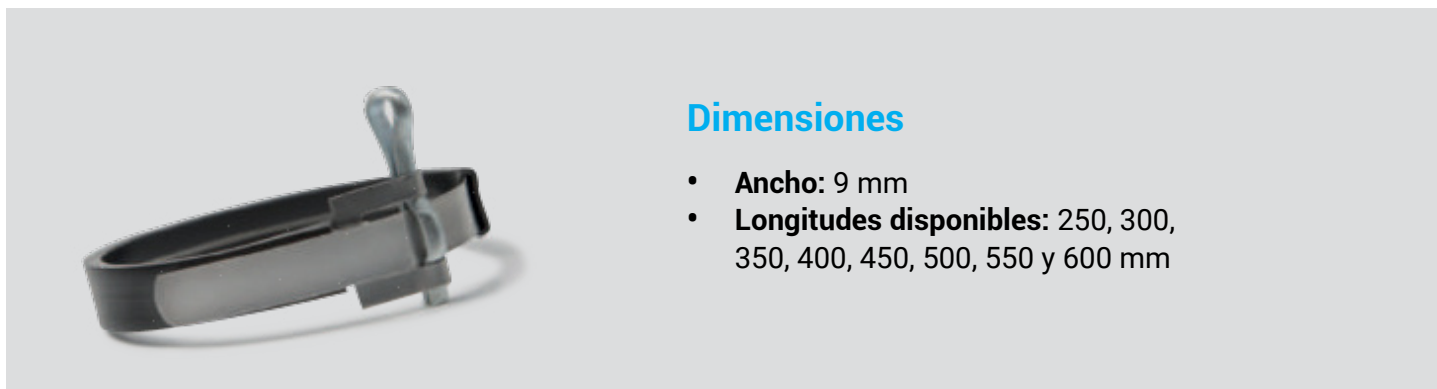 Dimensiones
• Ancho: 9 mm
• Longitudes disponibles: 250, 300,
350, 400, 450, 500, 550 y 600 mm